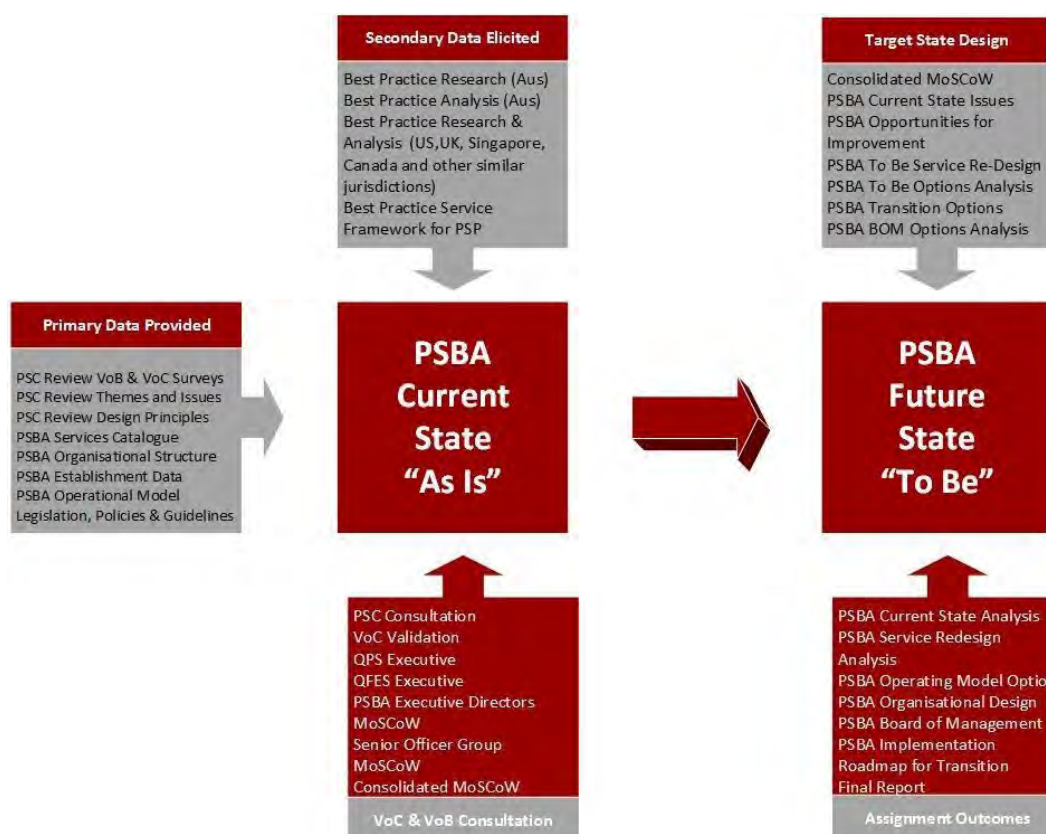 Secondary Data Elicited
Best Practice Research (Aus)
Best Practice Analysis (Aus)
Best Practice Research &
Analysis (US,UK, Singapore,
Canada and other similar
jurisdictions)
Best Practice Service
Framework for PSP
Target State Design
Consolidated MoSCoW
PSBA Current State Issues
PSBA Opportunities for
Improvement
PSBA To Be Service Re-Design
PSBA To Be Options Analysis
PSBA Transition Options
PSBA BOM Options Analysis
Primary Data Provided
PSC Review VoB & VoC Surveys
PSC Review Themes and Issues
PSC Review Design Principles
PSBA Services Catalogue
PSBA Organisational Structure
PSBA Establishment Data
PSBA Operational Model
Legislation, Policies & Guidelines
PSBA
Current
State
“As Is”
PSBA
Future
State
“To Be”
PSC Consultation
VoC Validation
QPS Executive
QFES Executive
PSBA Executive Directors
MoSCoW
Senior Officer Group
MoSCoW
Consolidated MoSCoW
VoC & VoB Consultation
PSBA Current State Analysis
PSBA Service Redesign
Analysis
PSBA Operating Model Optio
PSBA Organisational Design
PSBA Board of Management
PSBA Implementation
Roadmap for Transition
Final Report
Assignment Outcomes